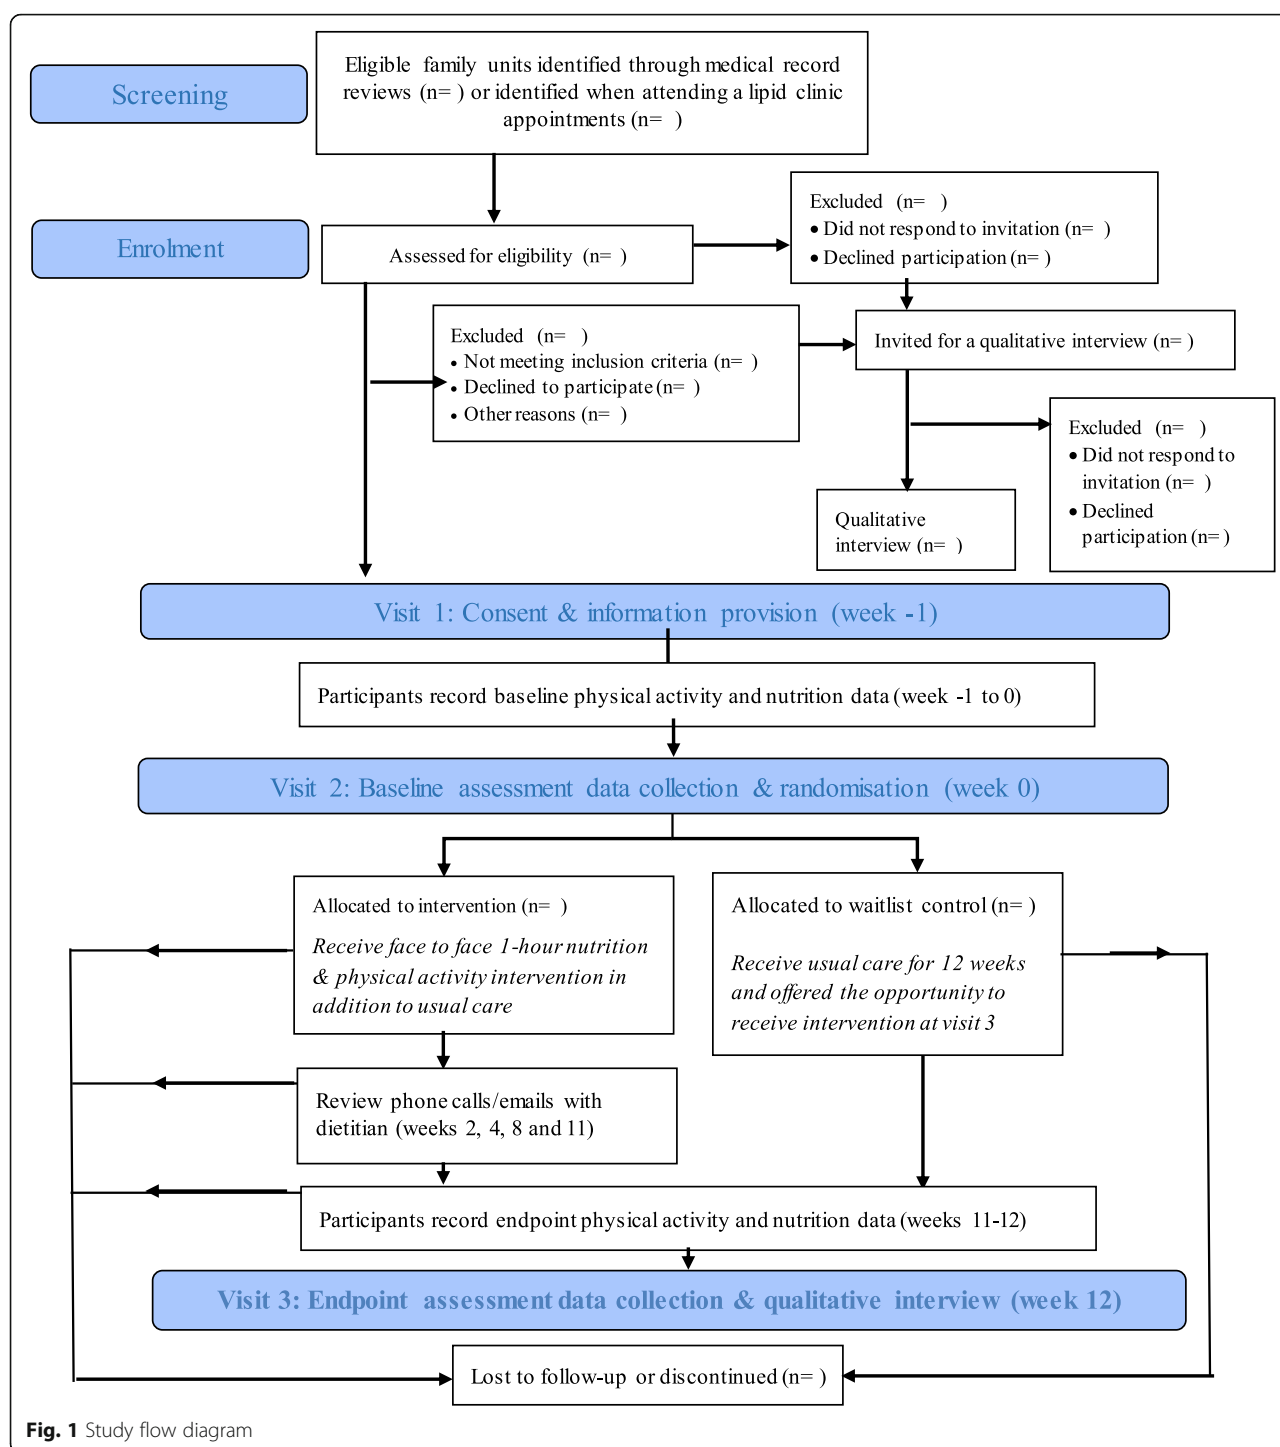 Screening
Eligible family units identified through medical record
reviews (n= ) or identified when attending a lipid clinic
appointments (n= )
Enrolment
Assessed for eligibility (n= )
Excluded (n= )
• Did not respond to invitation (n= )
• Declined participation (n= )
Excluded (n= )
• Not meeting inclusion criteria (n= )
• Declined to participate (n= )
• Other reasons (n= )
Invited for a qualitative interview (n= )
Excluded (n= )
• Did not respond to
invitation (n= )
• Declined
participation (n= )
Qualitative
interview (n= )
Visit 1: Consent & information provision (week -1)
Participants record baseline physical activity and nutrition data (week -1 to 0)
Visit 2: Baseline assessment data collection & randomisation (week 0)
Allocated to intervention (n= )
Receive face to face 1-hour nutrition
& physical activity intervention in
addition to usual care
Allocated to waitlist control (n= )
Receive usual care for 12 weeks
and offered the opportunity to
receive intervention at visit 3
Review phone calls/emails with
dietitian (weeks 2, 4, 8 and 11)
Participants record endpoint physical activity and nutrition data (weeks 11-12)
Visit 3: Endpoint assessment data collection & qualitative interview (week 12)
Lost to follow-up or discontinued (n= )
Fig. 1 Study flow diagram